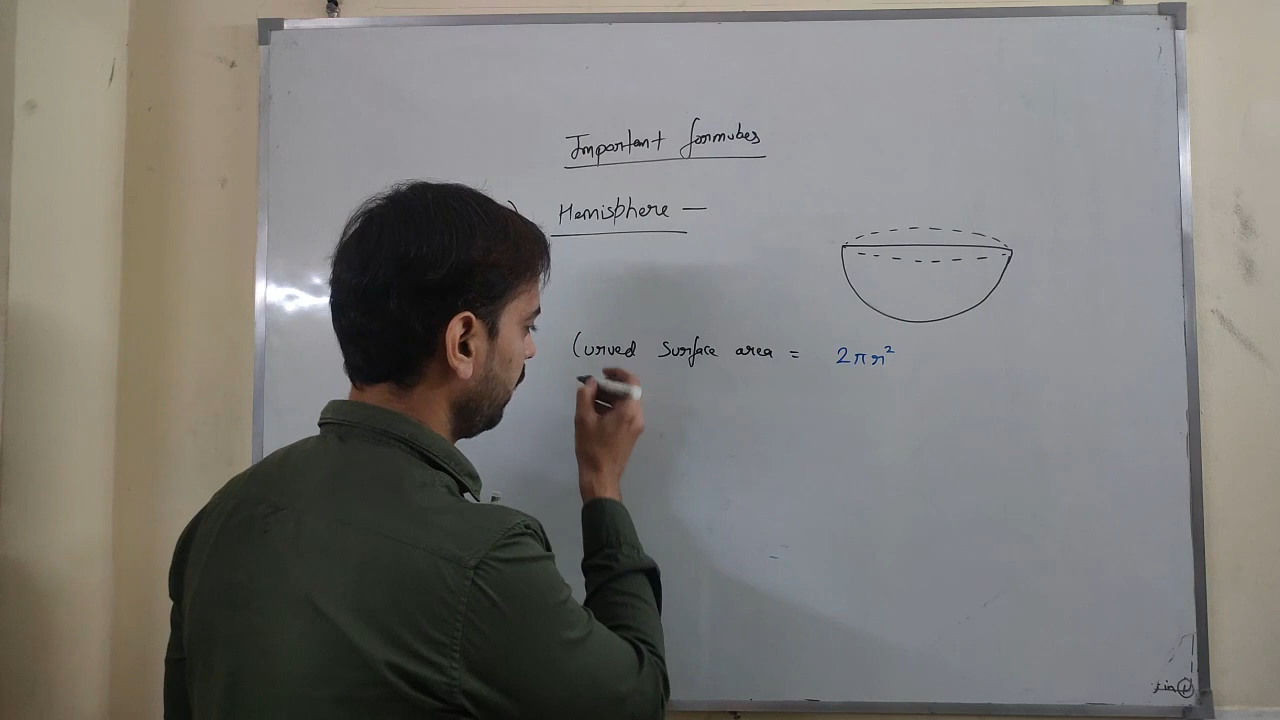 Important formules
) Hemisphere —
Curved surface area = 2πr²